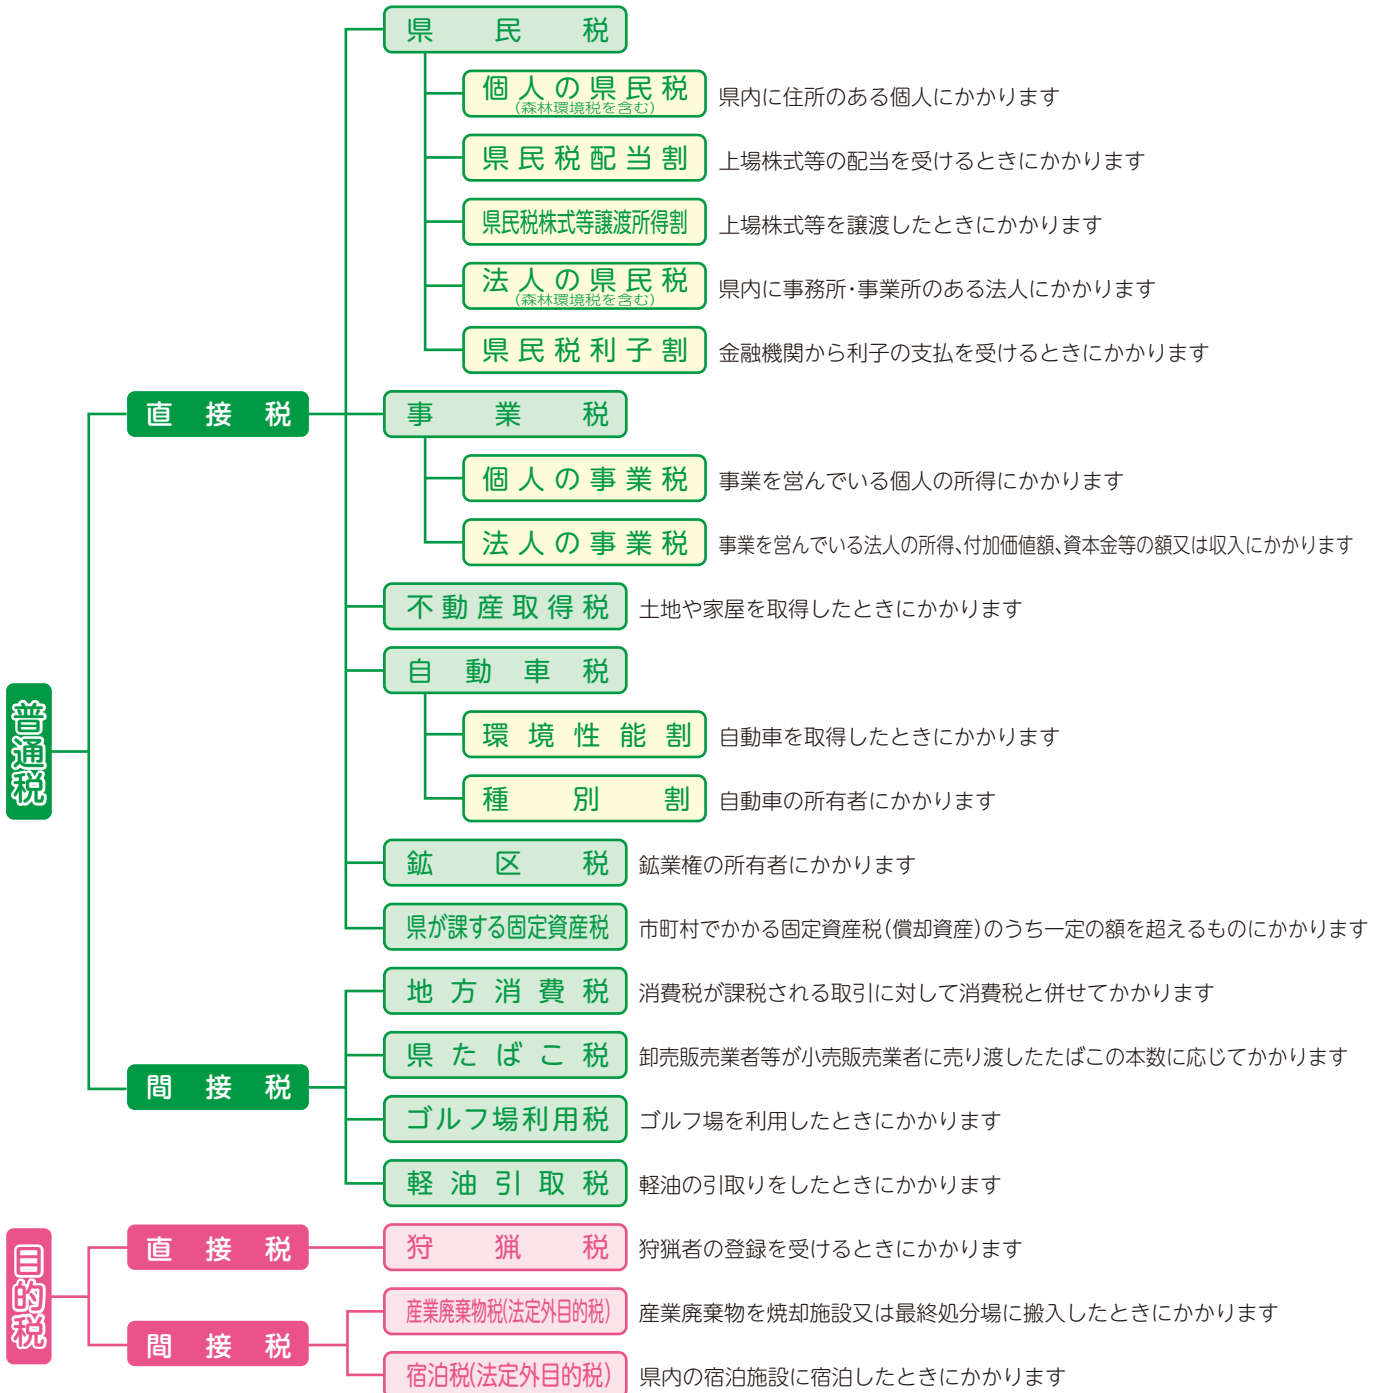 県民税
個人の県民税
(森林環境税を含む)
県内に住所のある個人にかかります
県民税配当割
上場株式等の配当を受けるときにかかります
県民税株式等譲渡所得割
上場株式等を譲渡したときにかかります
法人の県民税
(森林環境税を含む)
県内に事務所・事業所のある法人にかかります
県民税利子割
金融機関から利子の支払を受けるときにかかります
直接税
事業税
個人の事業税
事業を営んでいる個人の所得にかかります
法人の事業税
事業を営んでいる法人の所得、付加価値額、資本金等の額又は収入にかかります
不動産取得税
土地や家屋を取得したときにかかります
自動車税
普通税
環境性能割
自動車を取得したときにかかります
種別割
自動車の所有者にかかります
鉱区税
鉱業権の所有者にかかります
県が課する固定資産税
市町村でかかる固定資産税(償却資産)のうち一定の額を超えるものにかかります
地方消費税
消費税が課税される取引に対して消費税と併せてかかります
県たばこ税
卸売販売業者等が小売販売業者に売り渡したたばこの本数に応じてかかります
間接税
ゴルフ場利用税
ゴルフ場を利用したときにかかります
軽油引取税
軽油の引取りをしたときにかかります
目的税
直接税
狩猟税
狩猟者の登録を受けるときにかかります
産業廃棄物税(法定外目的税)
産業廃棄物を焼却施設又は最終処分場に搬入したときにかかります
間接税
宿泊税(法定外目的税)
県内の宿泊施設に宿泊したときにかかります